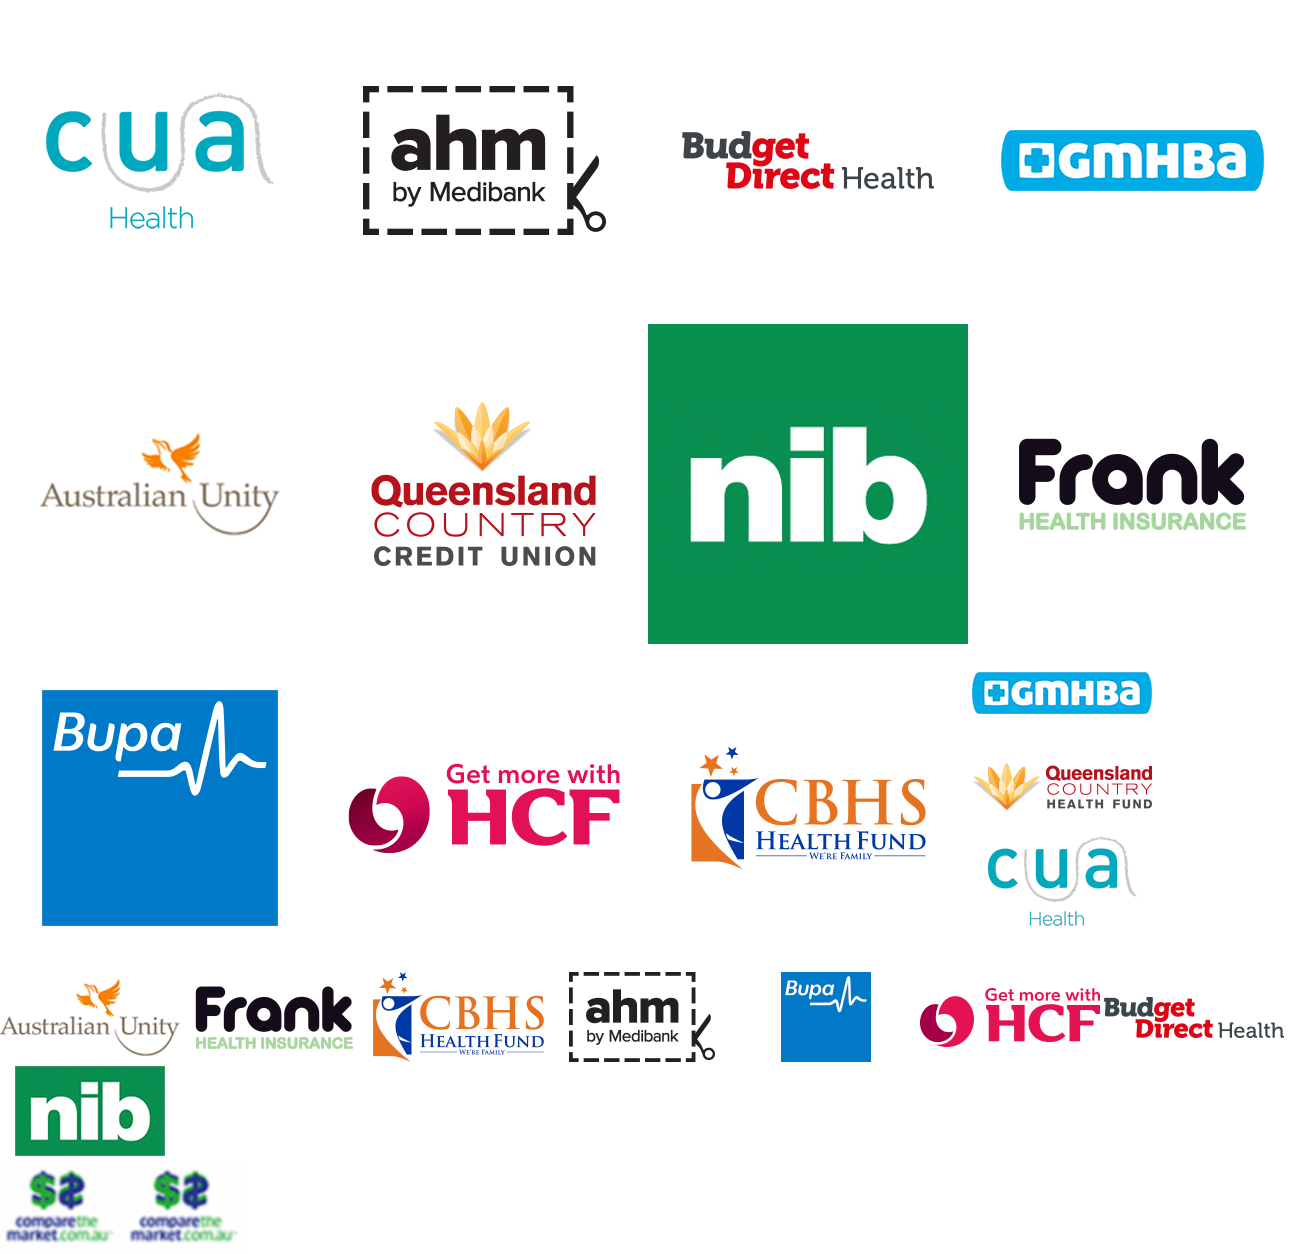 cua
Health
ahm
by Medibank
Budget
Direct Health
GMHBa
Australian Unity
Queensland
COUNTRY
CREDIT UNION
nib
Frank
HEALTH INSURANCE
Bupa
Get more with
HCF
CBHS
HEALTH FUND
WE'RE FAMILY
GMHBa
Queensland
COUNTRY
HEALTH FUND
cua
Health
Australian Unity
Frank
HEALTH INSURANCE
CBHS
HEALTH FUND
WE'RE FAMILY
ahm
by Medibank
Bupa
Get more with
HCF
Budget
Direct Health
nib
comparethe
market.com.au
comparethe
market.com.au